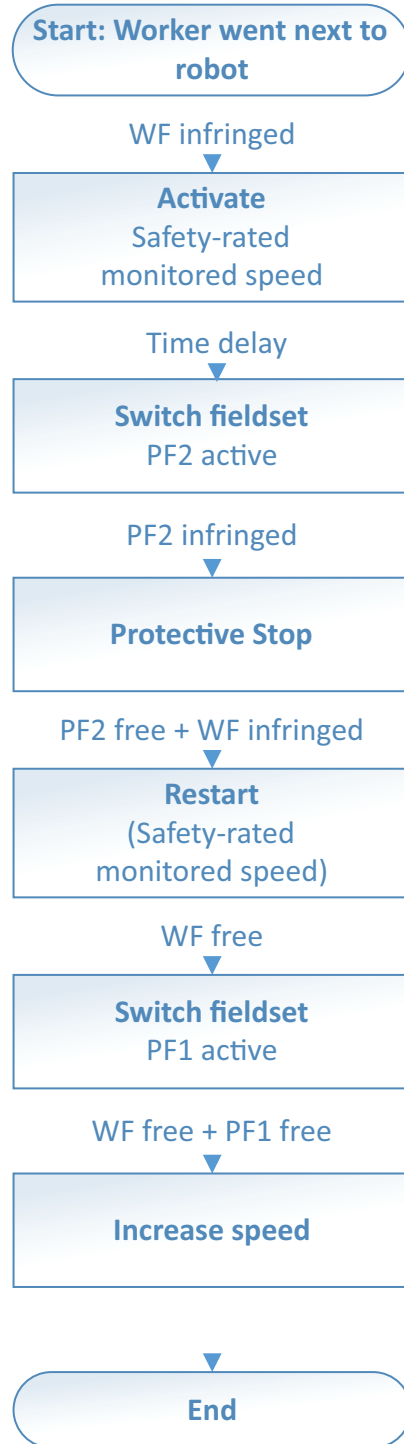 Start: Worker went next to
robot
WF infringed
Activate
Safety-rated
monitored speed
Time delay
Switch fieldset
PF2 active
PF2 infringed
Protective Stop
PF2 free + WF infringed
Restart
(Safety-rated
monitored speed)
WF free
Switch fieldset
PF1 active
WF free + PF1 free
Increase speed
End